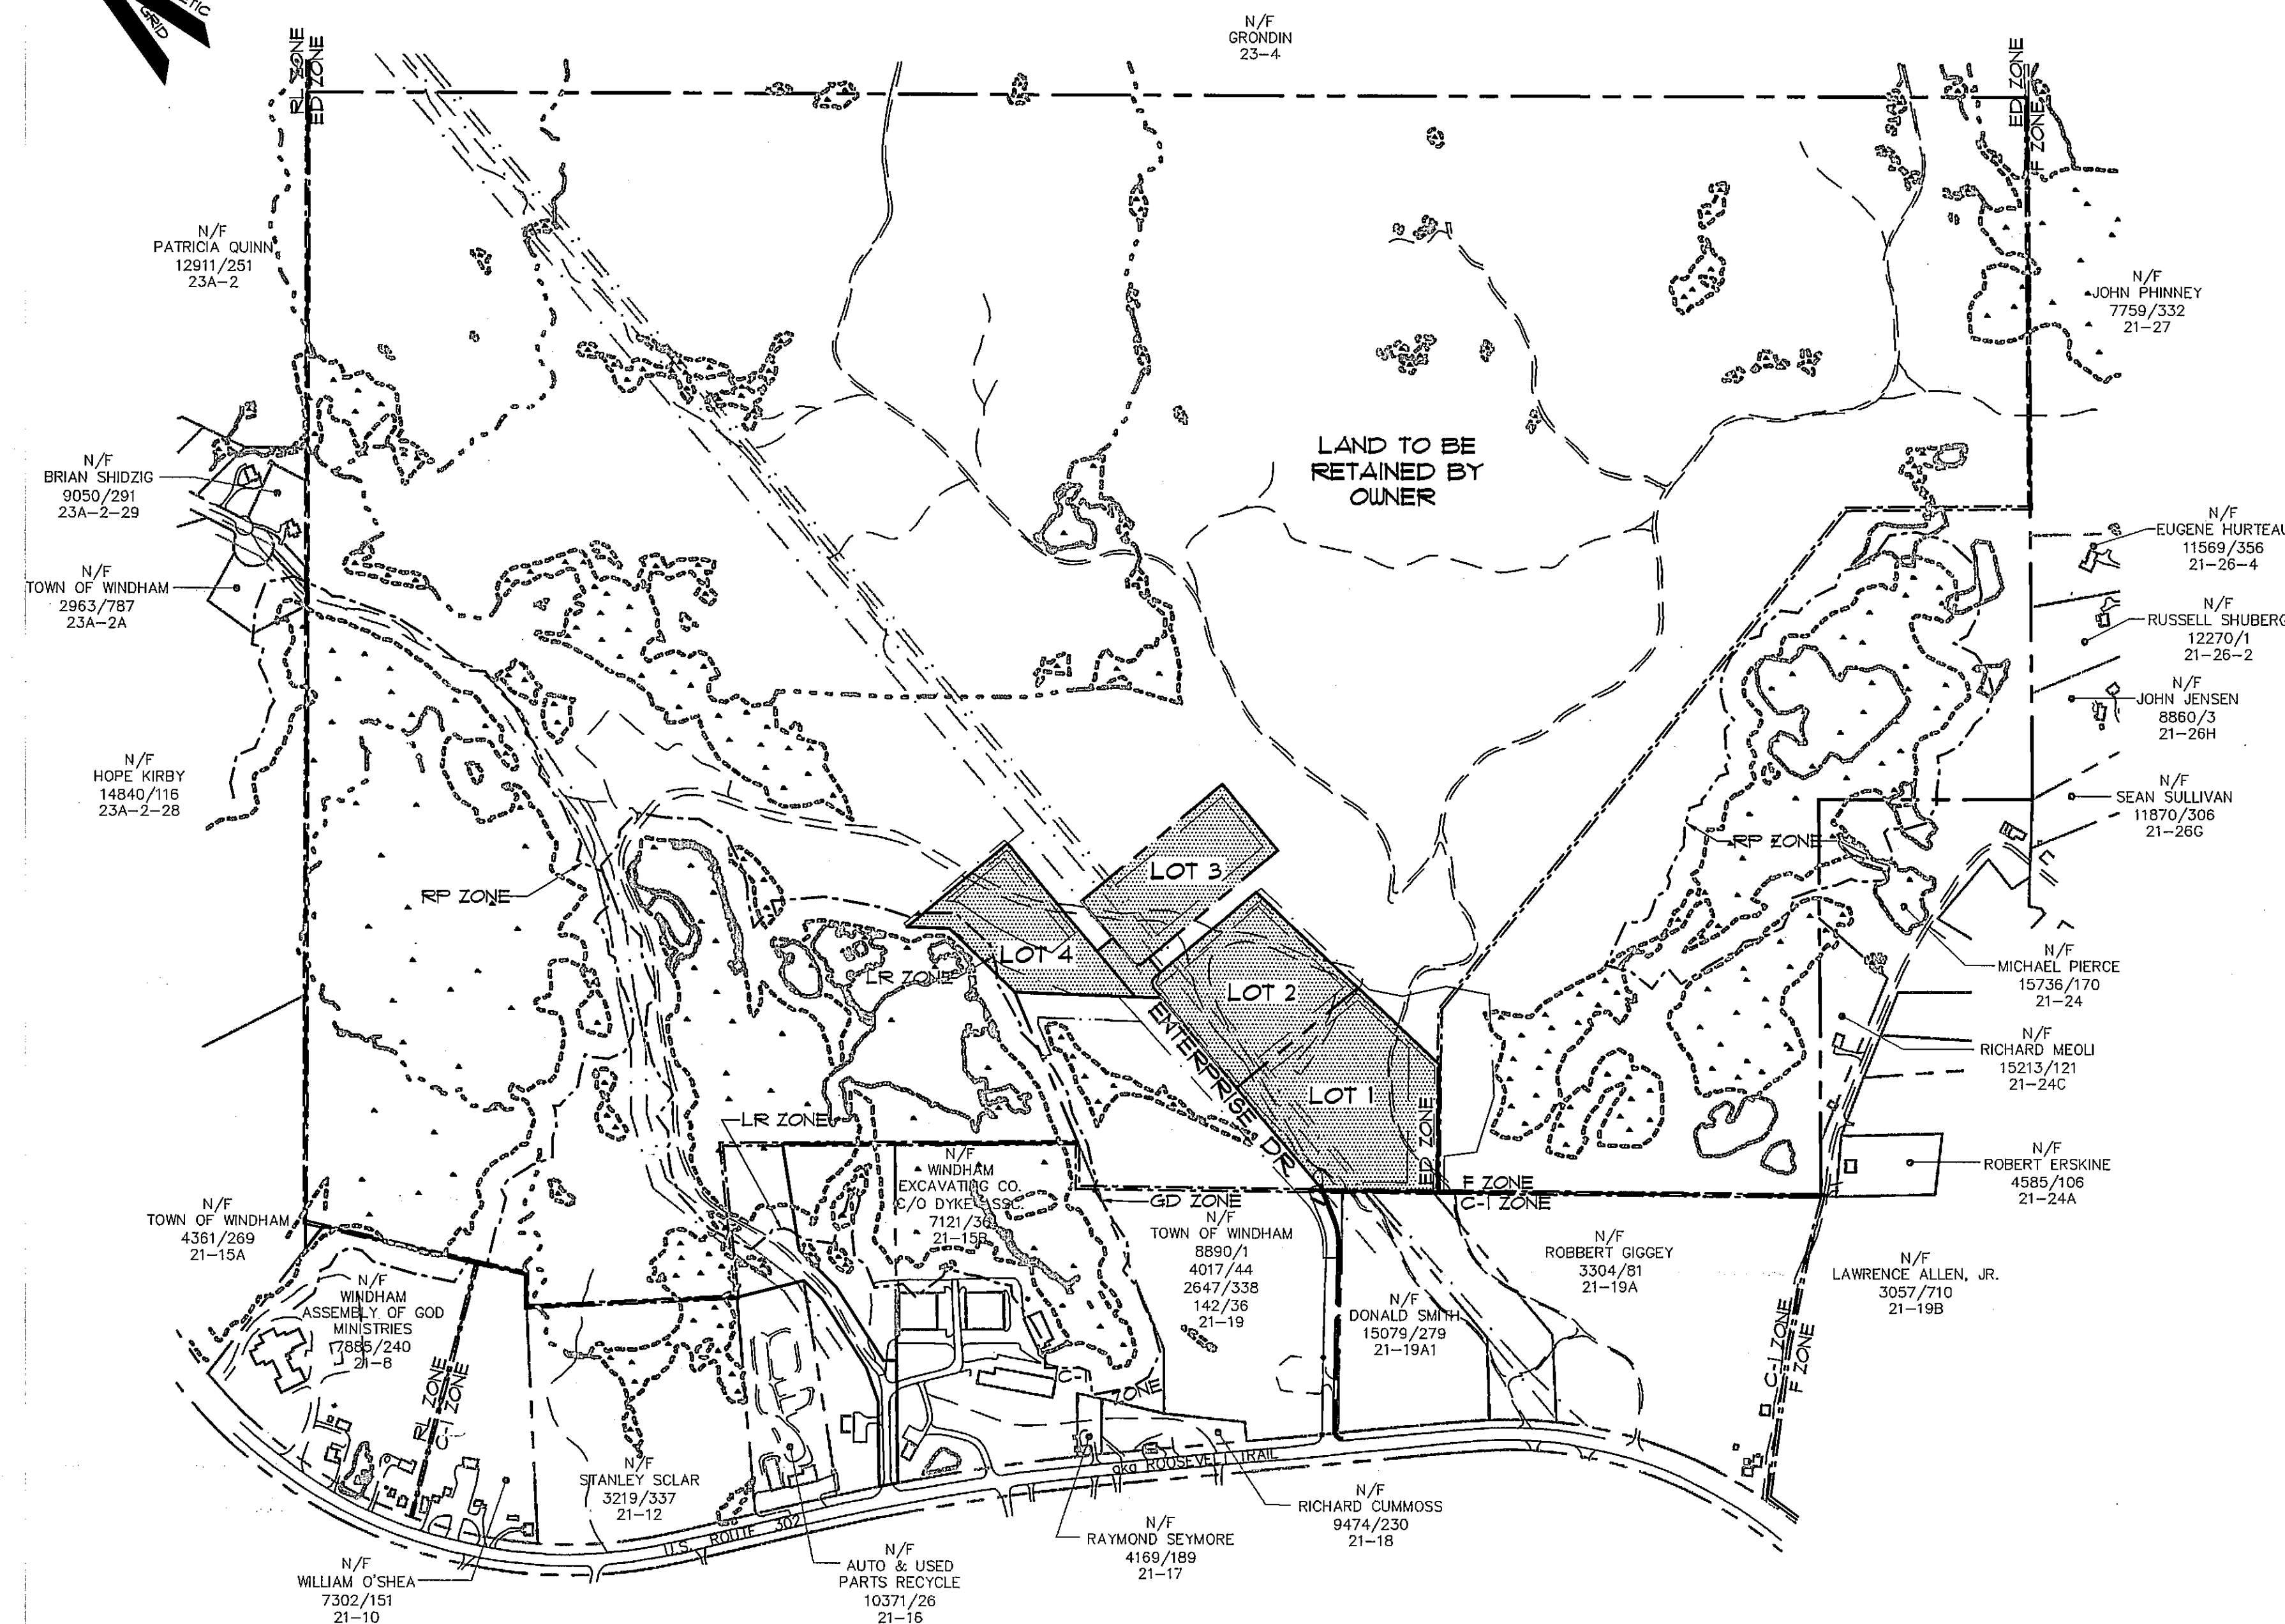 GRID
N/F
GRONDIN
23-4
RL ZONE
ED ZONE
ED ZONE
F ZONE
N/F
PATRICIA QUINN
12911/251
23A-2
N/F
JOHN PHINNEY
7759/332
21-27
LAND TO BE
RETAINED BY
OWNER
N/F
BRIAN SHIDZIG
9050/291
23A-2-29
N/F
EUGENE HURTEAU
11569/356
21-26-4
N/F
TOWN OF WINDHAM
2963/787
23A-2A
N/F
RUSSELL SHUBERG
12270/1
21-26-2
N/F
JOHN JENSEN
8860/3
21-26H
N/F
HOPE KIRBY
14840/116
23A-2-28
N/F
SEAN SULLIVAN
11870/306
21-26G
RP ZONE
RP ZONE
LOT 3
LOT 4
LR ZONE
LOT 2
LOT 1
ENTERPRISE DR
N/F
MICHAEL PIERCE
15736/170
21-24
N/F
RICHARD MEOLI
15213/121
21-24C
LR ZONE
ED ZONE
N/F
ROBERT ERSKINE
4585/106
21-24A
N/F
WINDHAM
EXCAVATING CO.
C/O DYKE ASSC.
7121/36
21-15B
GD ZONE
F ZONE
C-1 ZONE
N/F
TOWN OF WINDHAM
4361/269
21-15A
N/F
TOWN OF WINDHAM
8890/1
4017/44
2647/338
142/36
21-19
N/F
ROBBERT GIGGEY
3304/81
21-19A
N/F
LAWRENCE ALLEN, JR.
3057/710
21-19B
N/F
WINDHAM
ASSEMBLY OF GOD
MINISTRIES
7885/240
21-8
N/F
DONALD SMITH
15079/279
21-19A1
RL ZONE
C-1 ZONE
C-1 ZONE
C-1 ZONE
F ZONE
N/F
STANLEY SCLAR
3219/337
21-12
aka ROOSEVELT TRAIL
U.S. ROUTE 302
N/F
RICHARD CUMMOSS
9474/230
21-18
N/F
RAYMOND SEYMORE
4169/189
21-17
N/F
AUTO & USED
PARTS RECYCLE
10371/26
21-16
N/F
WILLIAM O'SHEA
7302/151
21-10